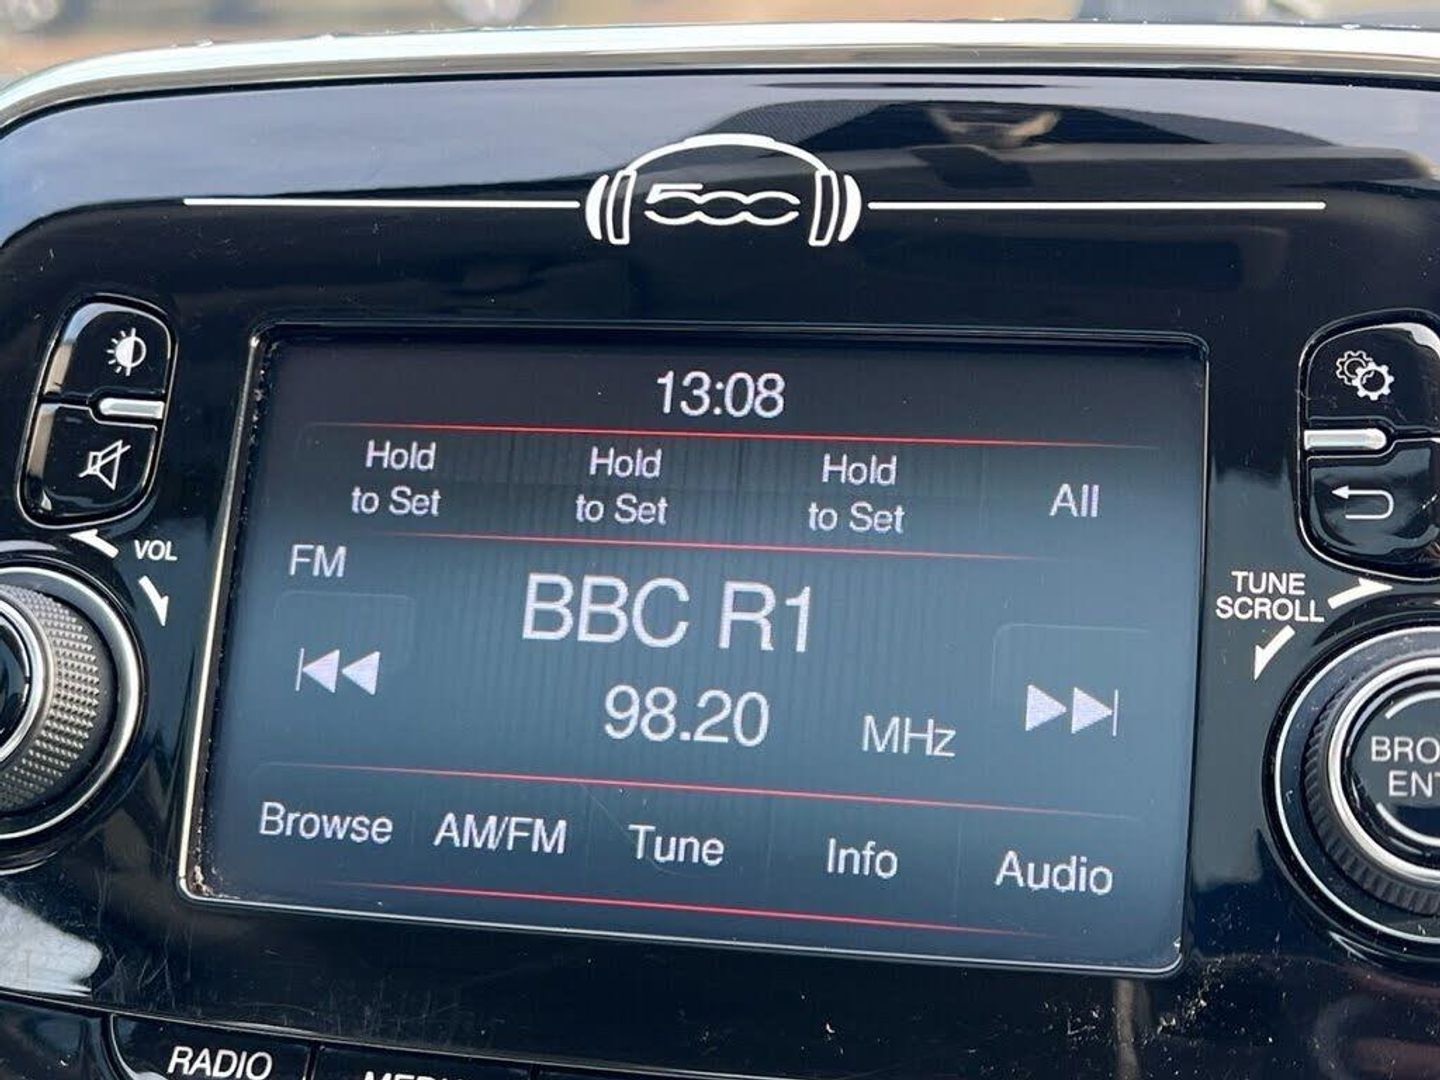 500
13:08
Hold to Set
Hold to Set
Hold to Set
All
VOL
FM
BBC R1
TUNE
SCROLL
98.20 MHz
Browse AM/FM Tune Info Audio
RADIO